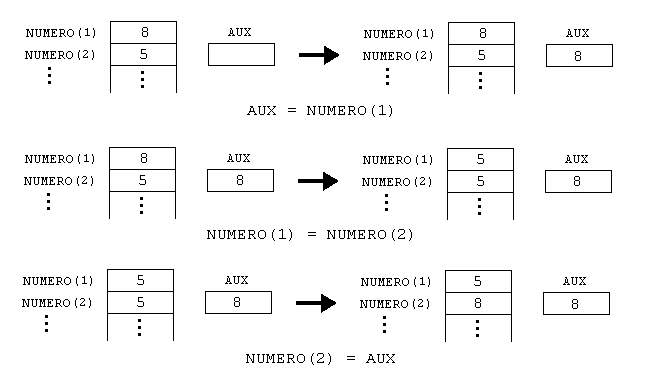 AUX AUX
NUMERO(1) 8 NUMERO(1) 8
NUMERO(2) 5 NUMERO(2) 5 8
AUX = NUMERO(1)
NUMERO(1) 8 AUX NUMERO(1) 5 AUX
NUMERO(2) 5 8 NUMERO(2) 5 8
NUMERO(1) = NUMERO(2)
NUMERO(1) 5 AUX NUMERO(1) 5 AUX
NUMERO(2) 5 8 NUMERO(2) 8 8
NUMERO(2) = AUX